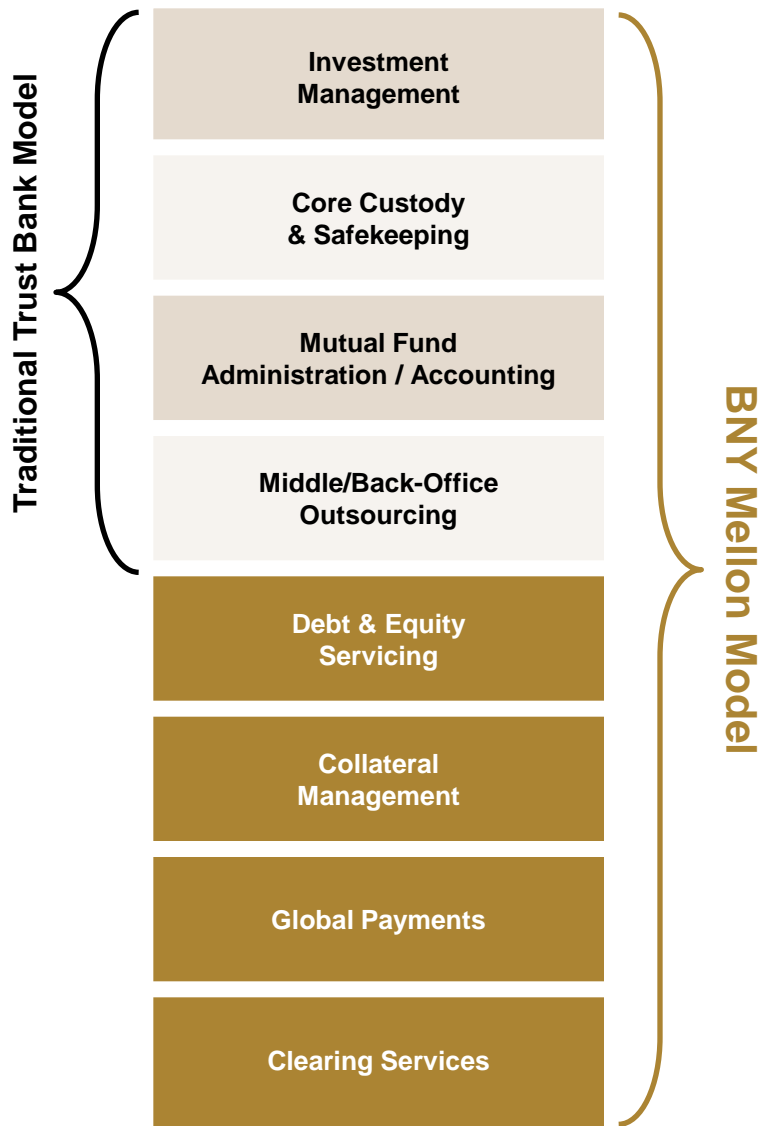 Traditional Trust Bank Model
Investment
Management
Core Custody
& Safekeeping
Mutual Fund
Administration / Accounting
Middle/Back-Office
Outsourcing
Debt & Equity
Servicing
Collateral
Management
Global Payments
Clearing Services
BNY Mellon Model